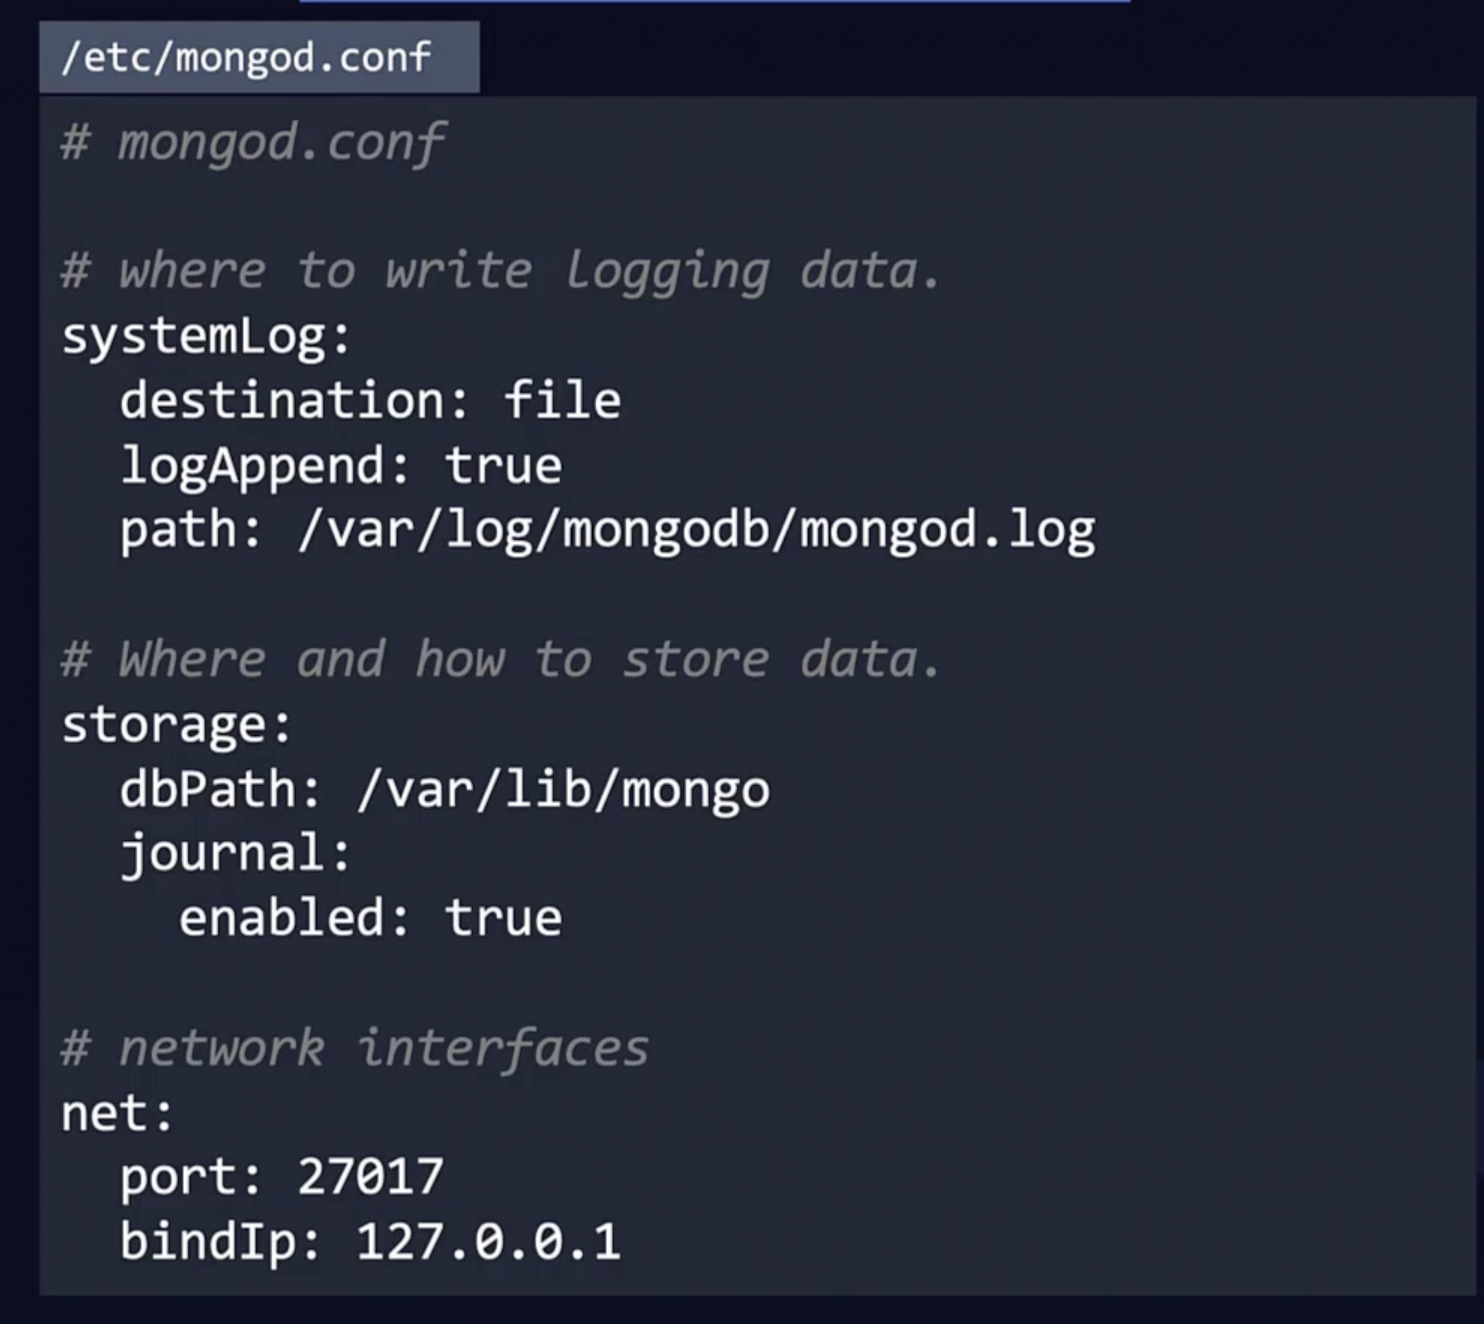 /etc/mongod.conf
# mongod.conf
# where to write logging data.
systemLog:
  destination: file
  logAppend: true
  path: /var/log/mongodb/mongod.log
# Where and how to store data.
storage:
  dbPath: /var/lib/mongo
  journal:
    enabled: true
# network interfaces
net:
  port: 27017
  bindIp: 127.0.0.1